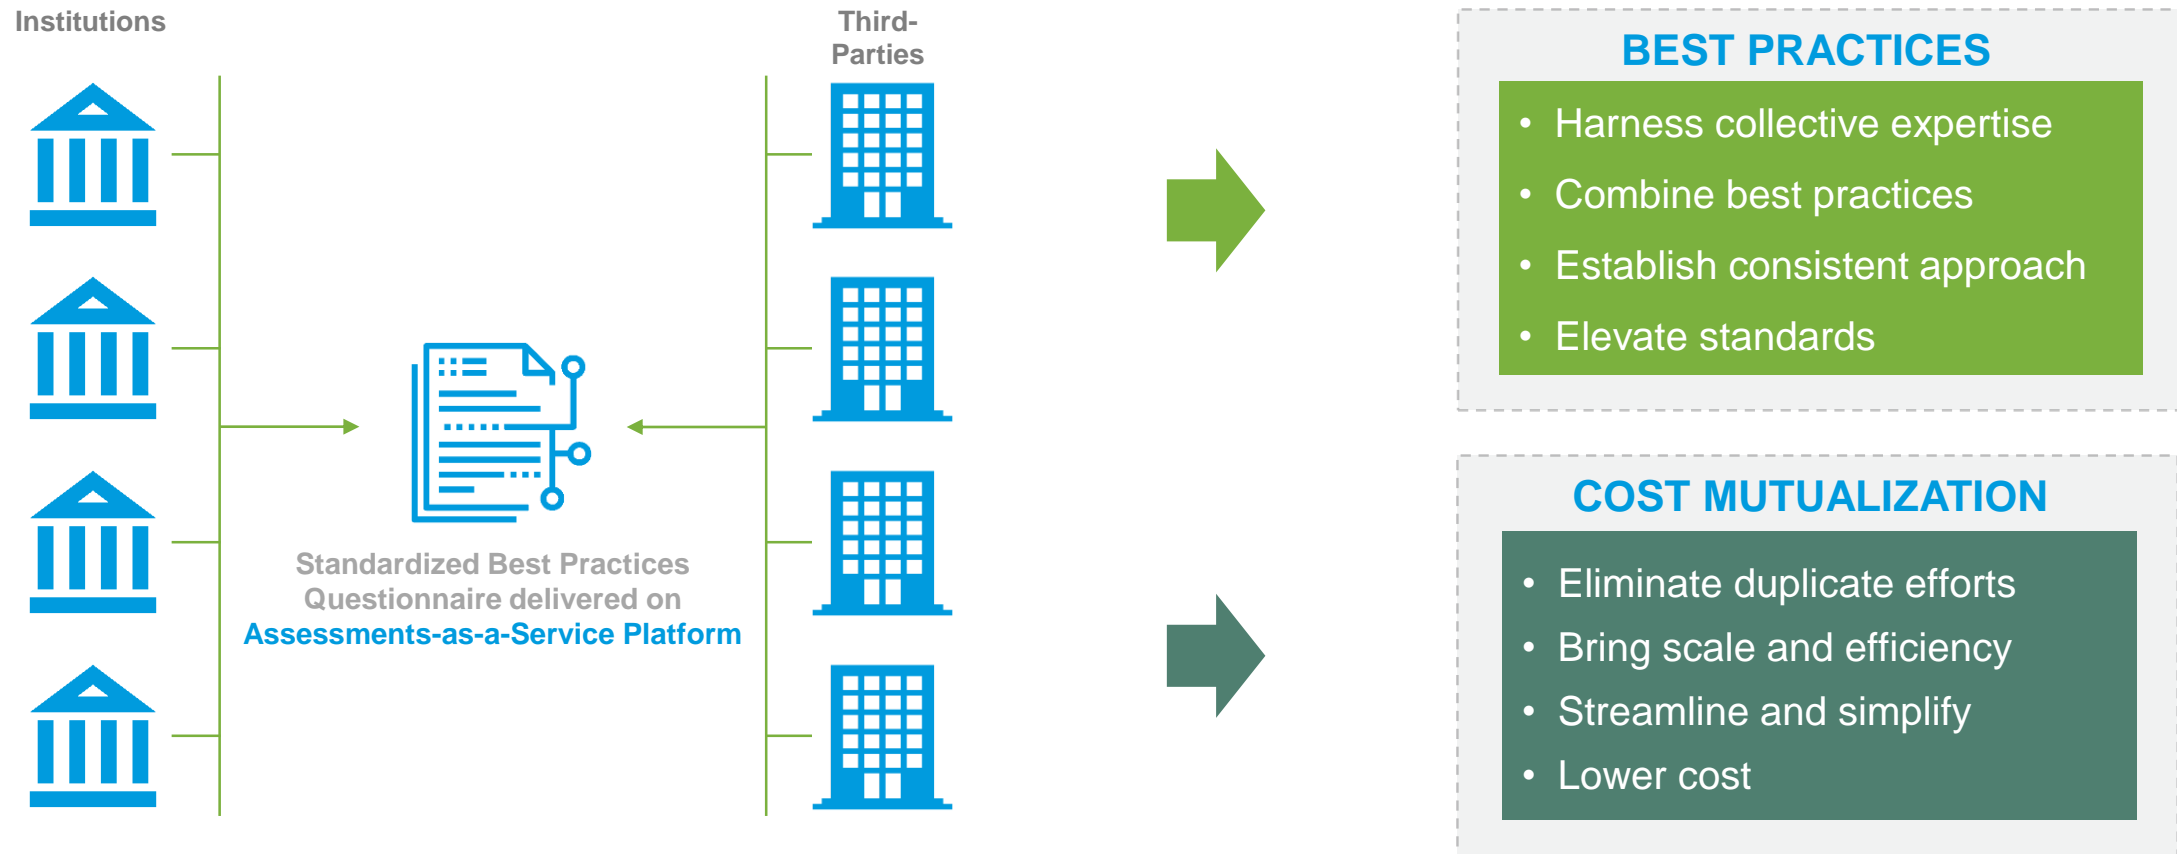 Institutions
Third-
Parties
Standardized Best Practices
Questionnaire delivered on
Assessments-as-a-Service Platform
BEST PRACTICES
• Harness collective expertise
• Combine best practices
• Establish consistent approach
• Elevate standards
COST MUTUALIZATION
• Eliminate duplicate efforts
• Bring scale and efficiency
• Streamline and simplify
• Lower cost